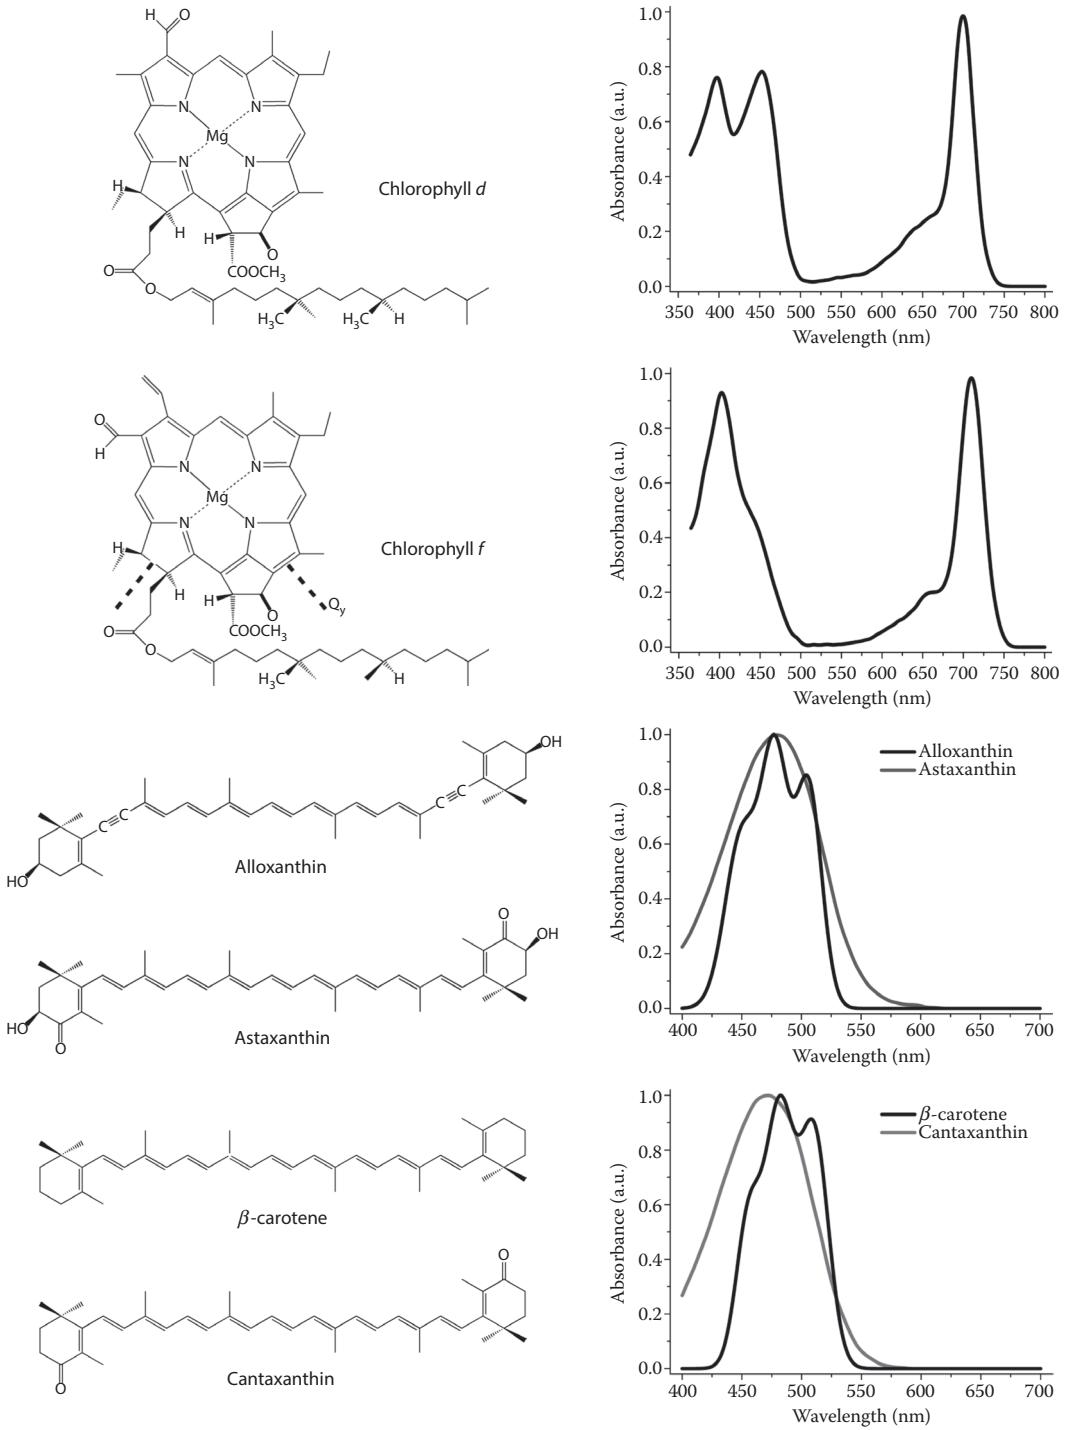 H
O
N
N
Mg
N
N
H
H
H
O
O
COOCH3
O
H3C
H3C
H
Chlorophyll d
Absorbance (a.u.)
1.0
0.8
0.6
0.4
0.2
0.0
350 400 450 500 550 600 650 700 750 800
Wavelength (nm)
O
H
N
N
Mg
N
N
H
H
H
O
Qy
O
COOCH3
O
H3C
H
Chlorophyll f
Absorbance (a.u.)
1.0
0.8
0.6
0.4
0.2
0.0
350 400 450 500 550 600 650 700 750 800
Wavelength (nm)
OH
C≡C
C≡C
HO
Alloxanthin
O
OH
HO
O
Astaxanthin
Absorbance (a.u.)
1.0
0.8
0.6
0.4
0.2
0.0
Alloxanthin
Astaxanthin
400 450 500 550 600 650 700
Wavelength (nm)
β-carotene
O
O
Cantaxanthin
Absorbance (a.u.)
1.0
0.8
0.6
0.4
0.2
0.0
β-carotene
Cantaxanthin
400 450 500 550 600 650 700
Wavelength (nm)